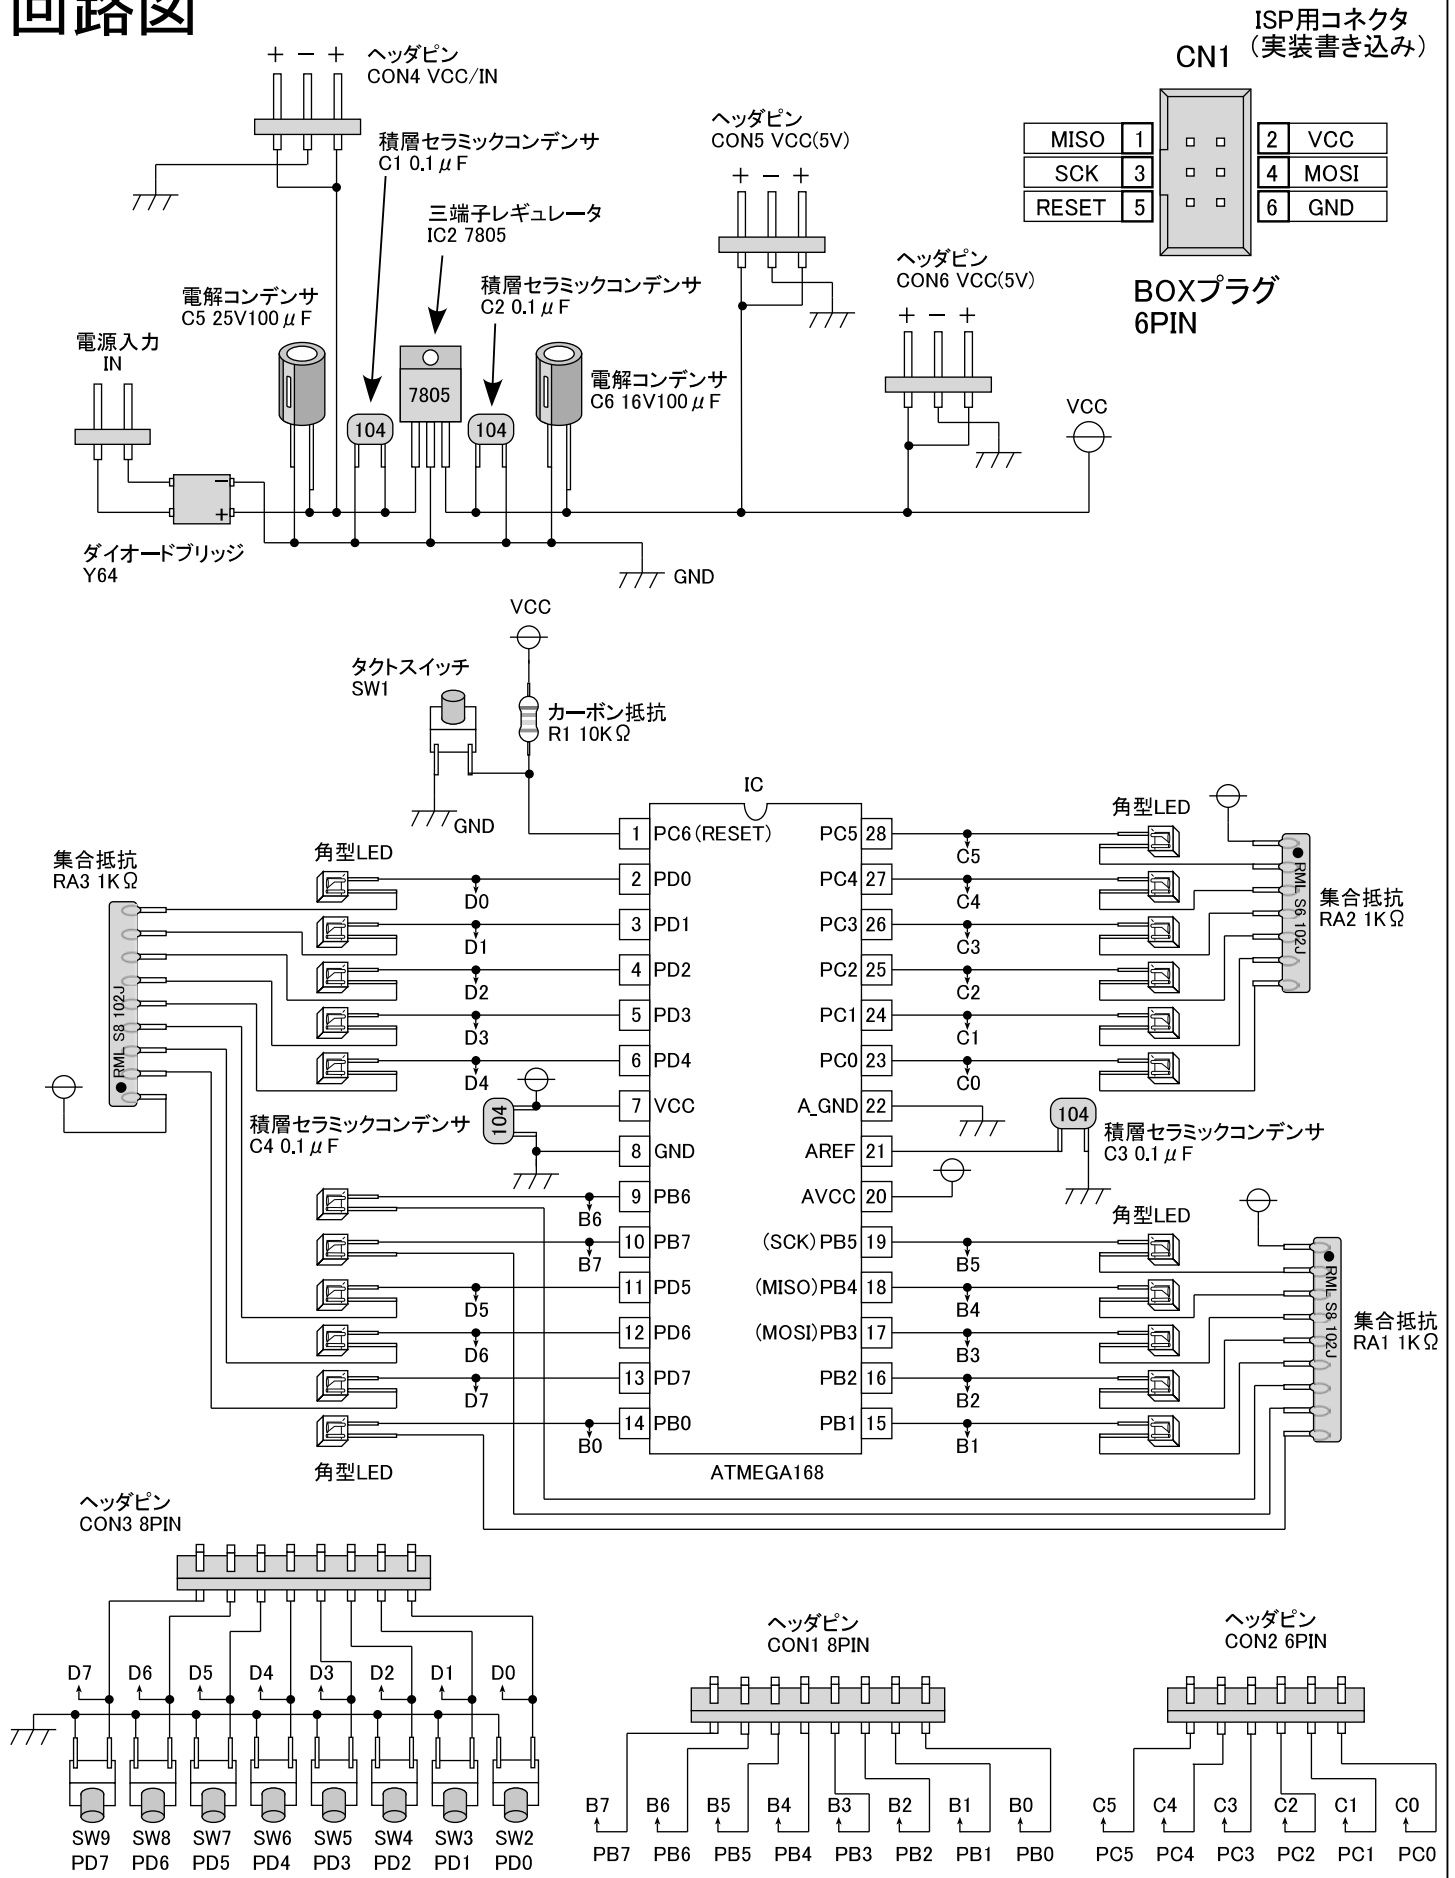 回路図
ISP用コネクタ
(実装書き込み)
CN1
MISO 1
SCK 3
RESET 5
2 VCC
4 MOSI
6 GND
BOXプラグ
6PIN
+ − +
ヘッダピン
CON4 VCC/IN
積層セラミックコンデンサ
C1 0.1μF
三端子レギュレータ
IC2 7805
積層セラミックコンデンサ
C2 0.1μF
電解コンデンサ
C5 25V100μF
電源入力
IN
104
7805
104
電解コンデンサ
C6 16V100μF
ヘッダピン
CON5 VCC(5V)
+ − +
ヘッダピン
CON6 VCC(5V)
+ − +
VCC
−
+
ダイオードブリッジ
Y64
GND
VCC
タクトスイッチ
SW1
カーボン抵抗
R1 10KΩ
GND
IC
1 PC6(RESET) PC5 28
2 PD0 PC4 27
3 PD1 PC3 26
4 PD2 PC2 25
5 PD3 PC1 24
6 PD4 PC0 23
7 VCC A_GND 22
8 GND AREF 21
9 PB6 AVCC 20
10 PB7 (SCK)PB5 19
11 PD5 (MISO)PB4 18
12 PD6 (MOSI)PB3 17
13 PD7 PB2 16
14 PB0 PB1 15
ATMEGA168
角型LED
集合抵抗
RA3 1KΩ
RML S8 102J
D0
D1
D2
D3
D4
積層セラミックコンデンサ
C4 0.1μF
104
B6
B7
D5
D6
D7
B0
角型LED
角型LED
C5
C4
C3
C2
C1
C0
RML S6 102J
集合抵抗
RA2 1KΩ
104
積層セラミックコンデンサ
C3 0.1μF
角型LED
B5
B4
B3
B2
B1
RML S8 102J
集合抵抗
RA1 1KΩ
ヘッダピン
CON3 8PIN
D7 D6 D5 D4 D3 D2 D1 D0
SW9 SW8 SW7 SW6 SW5 SW4 SW3 SW2
PD7 PD6 PD5 PD4 PD3 PD2 PD1 PD0
ヘッダピン
CON1 8PIN
B7 B6 B5 B4 B3 B2 B1 B0
PB7 PB6 PB5 PB4 PB3 PB2 PB1 PB0
ヘッダピン
CON2 6PIN
C5 C4 C3 C2 C1 C0
PC5 PC4 PC3 PC2 PC1 PC0